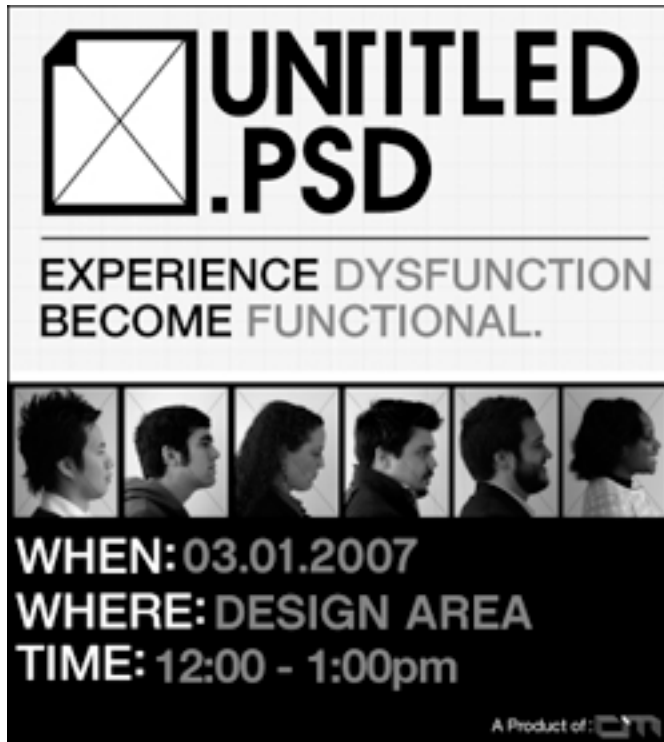 UNTITLED
.PSD
EXPERIENCE DYSFUNCTION
BECOME FUNCTIONAL.
WHEN: 03.01.2007
WHERE: DESIGN AREA
TIME: 12:00 - 1:00pm
A Product of: